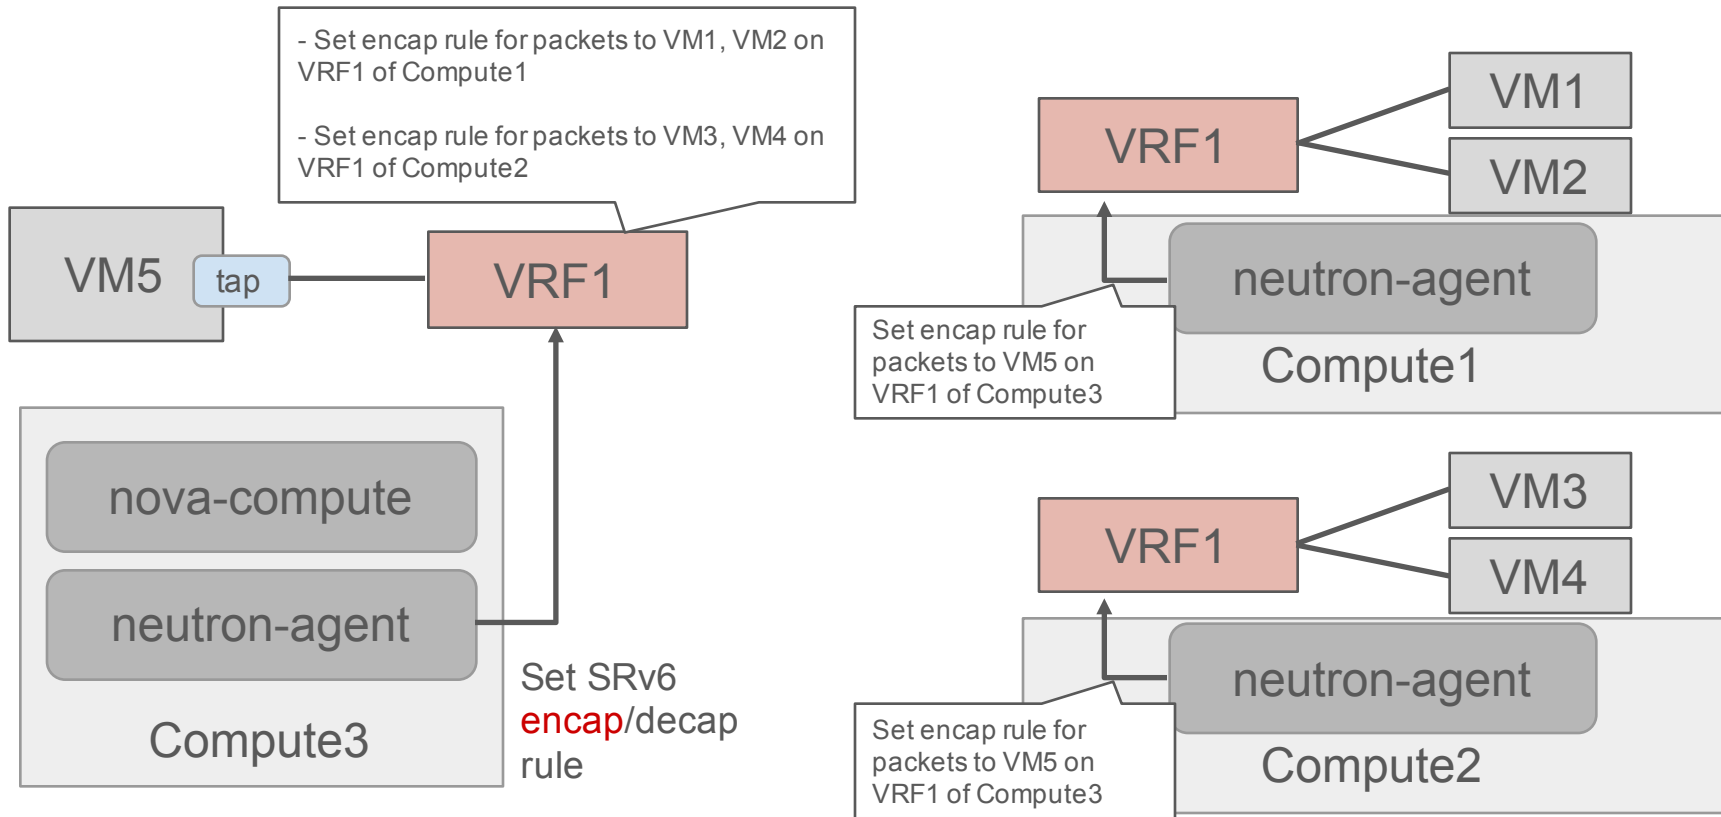 - Set encap rule for packets to VM1, VM2 on
VRF1 of Compute1
- Set encap rule for packets to VM3, VM4 on
VRF1 of Compute2
VM5
tap
VRF1
nova-compute
neutron-agent
Compute3
Set SRv6
encap/decap
rule
VRF1
VM1
VM2
neutron-agent
Compute1
Set encap rule for
packets to VM5 on
VRF1 of Compute3
VRF1
VM3
VM4
neutron-agent
Compute2
Set encap rule for
packets to VM5 on
VRF1 of Compute3